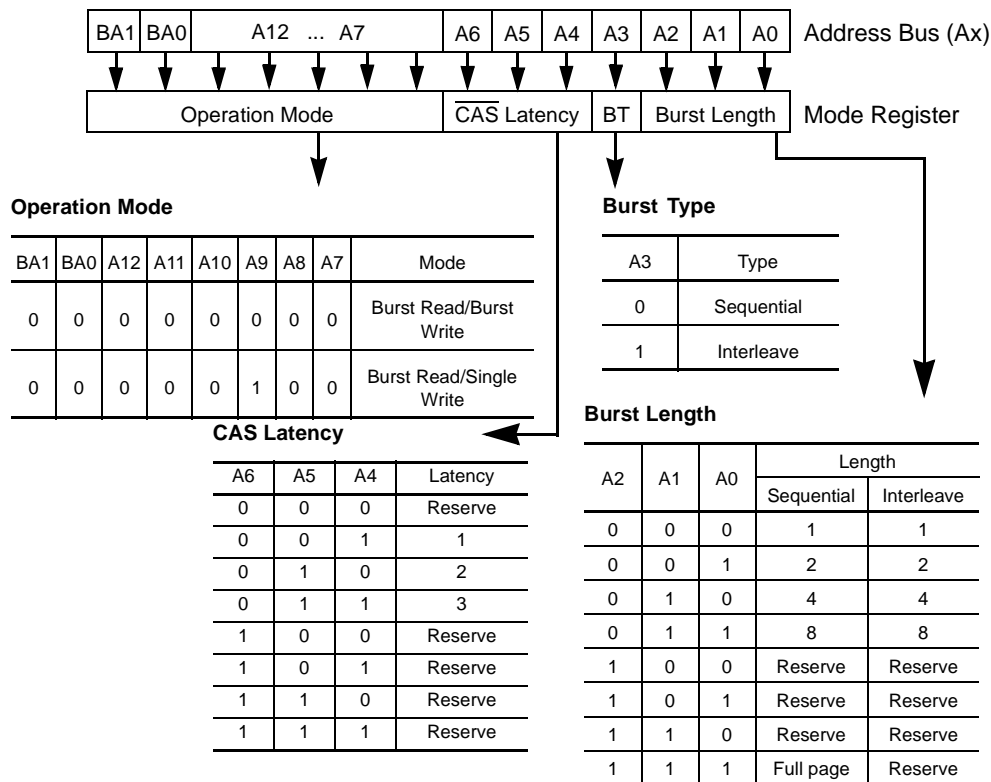 BA1 BA0 A12 ... A7 A6 A5 A4 A3 A2 A1 A0 Address Bus (Ax)
Operation Mode CAS Latency BT Burst Length Mode Register
Operation Mode
BA1 BA0 A12 A11 A10 A9 A8 A7 Mode
0 0 0 0 0 0 0 0 Burst Read/Burst
Write
0 0 0 0 0 1 0 0 Burst Read/Single
Write
Burst Type
A3 Type
0 Sequential
1 Interleave
CAS Latency
A6 A5 A4 Latency
0 0 0 Reserve
0 0 1 1
0 1 0 2
0 1 1 3
1 0 0 Reserve
1 0 1 Reserve
1 1 0 Reserve
1 1 1 Reserve
Burst Length
A2 A1 A0 Length
Sequential Interleave
0 0 0 1 1
0 0 1 2 2
0 1 0 4 4
0 1 1 8 8
1 0 0 Reserve Reserve
1 0 1 Reserve Reserve
1 1 0 Reserve Reserve
1 1 1 Full page Reserve